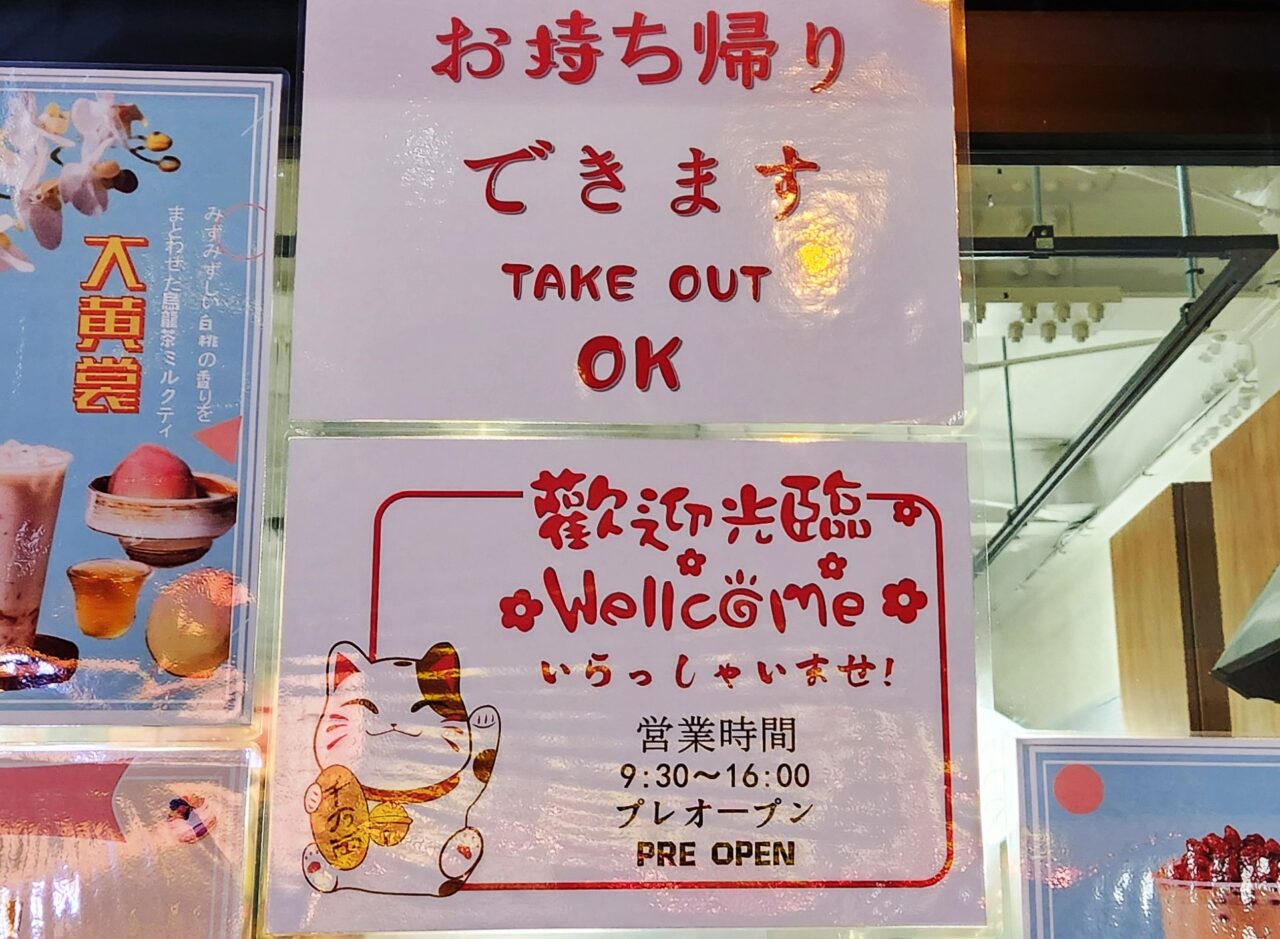 お持ち帰り
できます
TAKE OUT
OK
歡迎光臨
Wellcome
いらっしゃいませ!
営業時間
9:30〜16:00
プレオープン
PRE OPEN
みずみずしい白桃の香りを
まとわせた烏龍茶ミルクティ
大黄裳